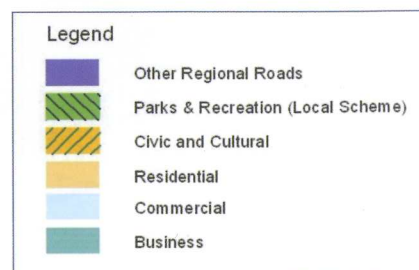 Legend
Other Regional Roads
Parks & Recreation (Local Scheme)
Civic and Cultural
Residential
Commercial
Business